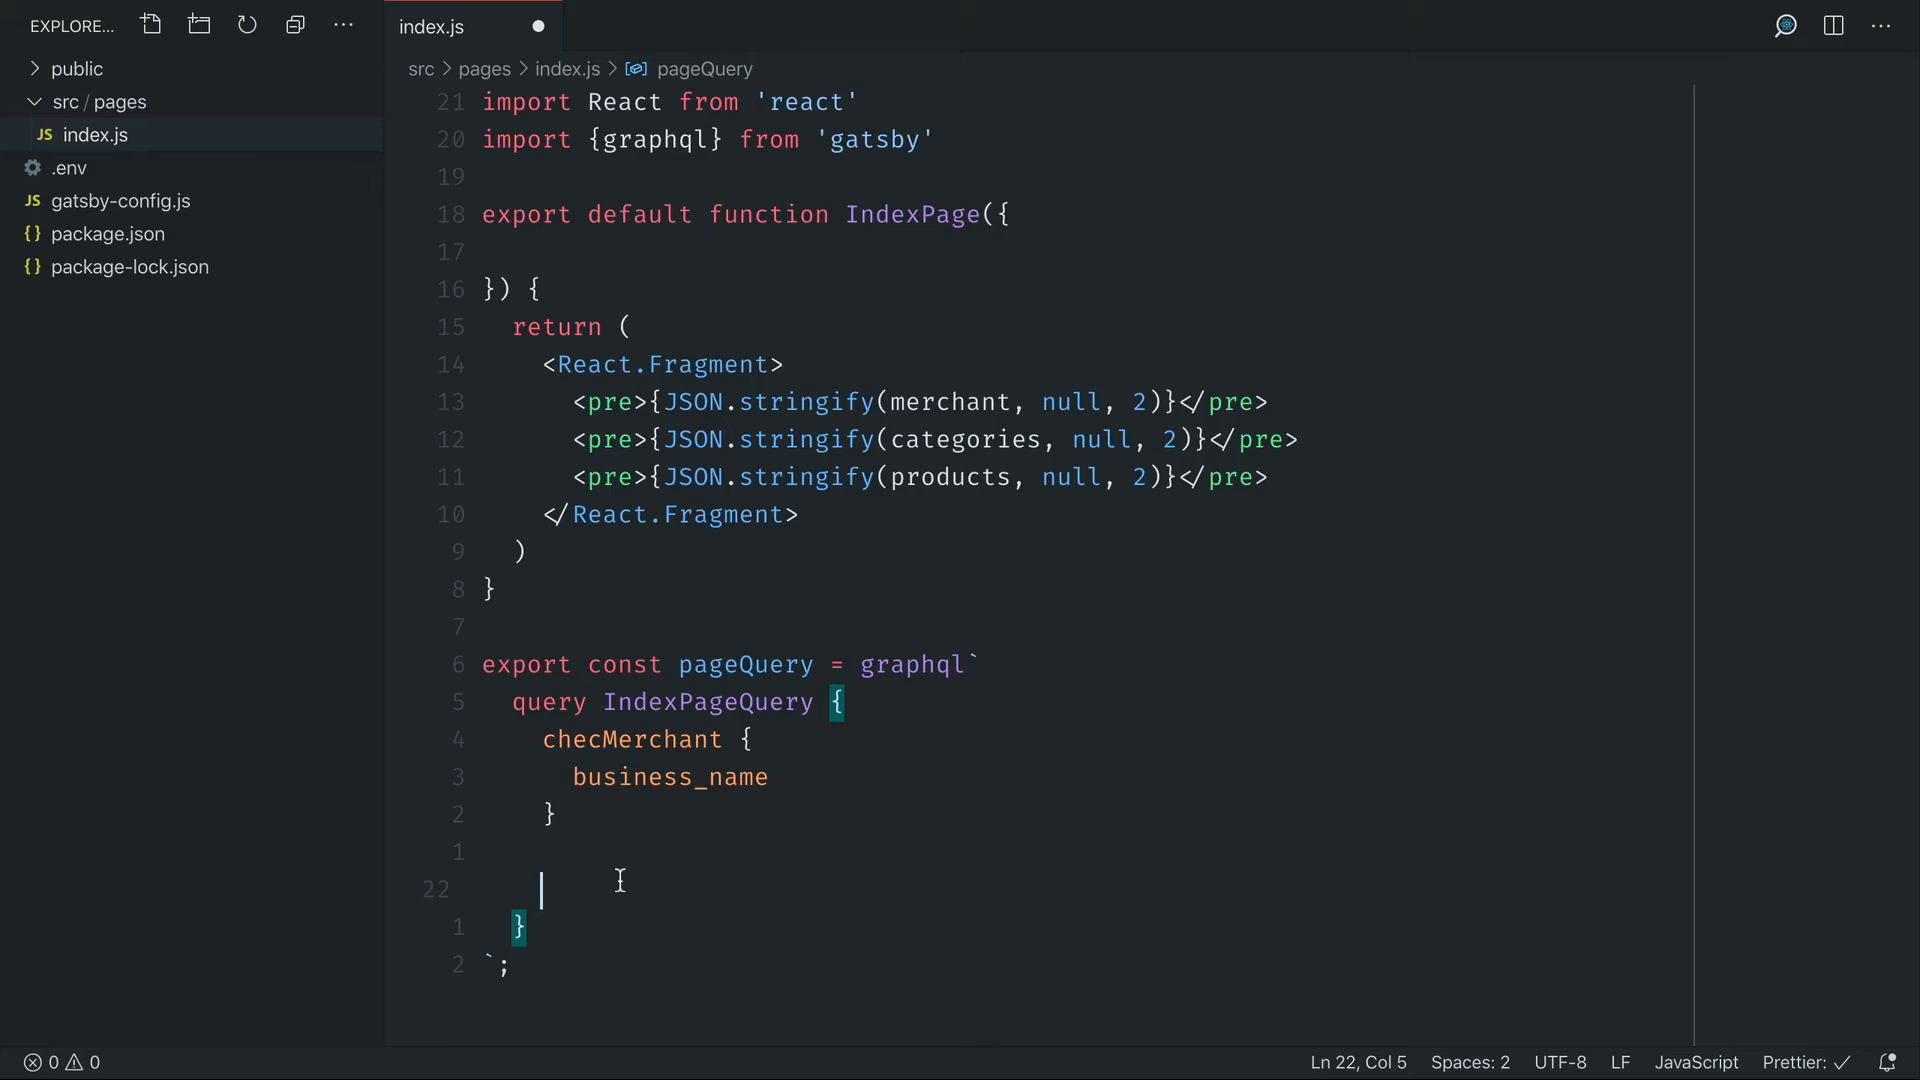 EXPLORE...
public
src / pages
JS index.js
.env
JS gatsby-config.js
{} package.json
{} package-lock.json
index.js
src > pages > index.js > pageQuery
21 import React from 'react'
20 import {graphql} from 'gatsby'
19
18 export default function IndexPage({
17
16 }) {
15   return (
14     <React.Fragment>
13       <pre>{JSON.stringify(merchant, null, 2)}</pre>
12       <pre>{JSON.stringify(categories, null, 2)}</pre>
11       <pre>{JSON.stringify(products, null, 2)}</pre>
10     </React.Fragment>
9   )
8 }
7
6 export const pageQuery = graphql`
5   query IndexPageQuery {
4     checMerchant {
3       business_name
2     }
1
22
1   }
2 `;
0 0
Ln 22, Col 5 Spaces: 2 UTF-8 LF JavaScript Prettier: ✓